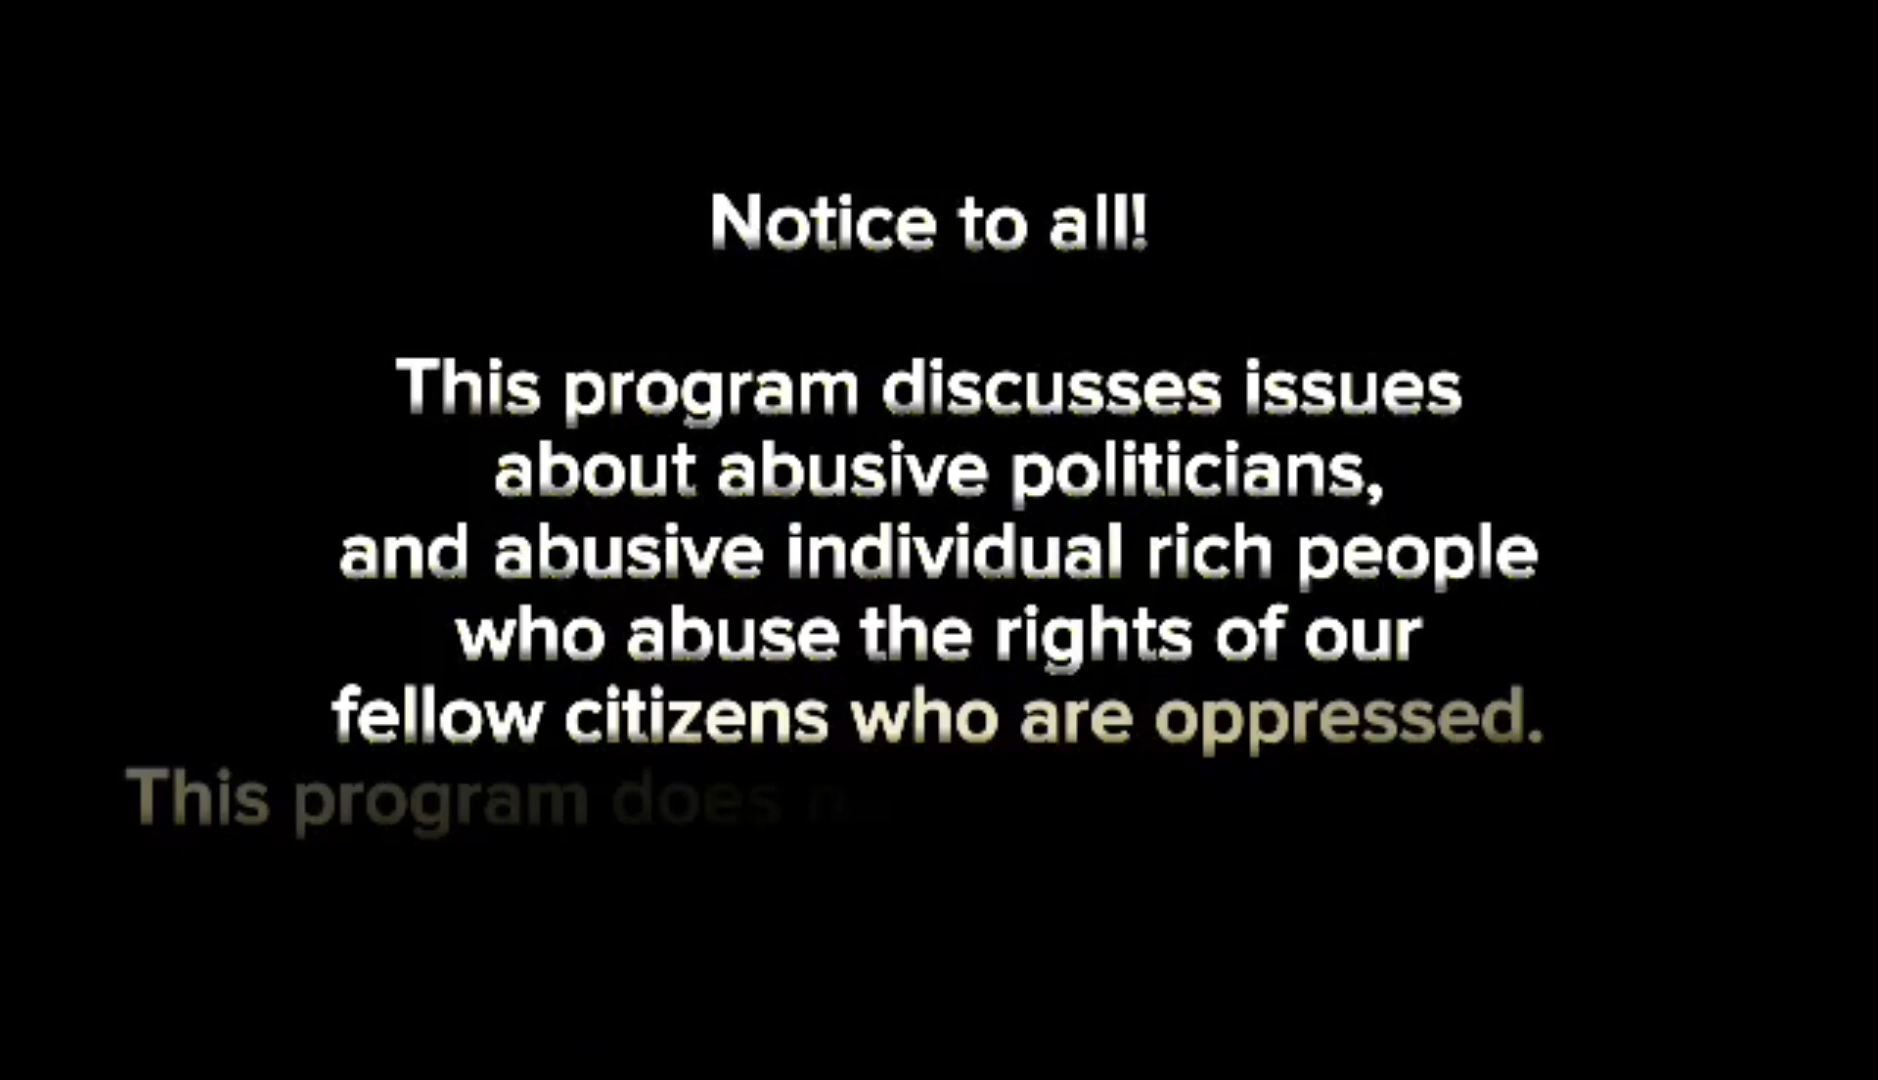 Notice to all!
This program discusses issues
about abusive politicians,
and abusive individual rich people
who abuse the rights of our
fellow citizens who are oppressed.
This program does